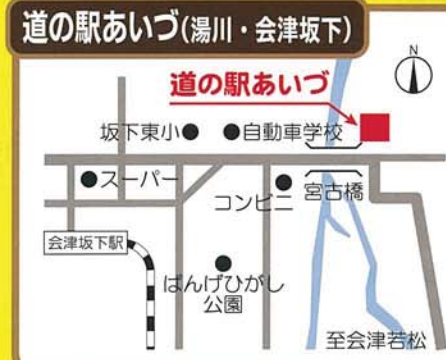 道の駅あいづ(湯川・会津坂下)
N
道の駅あいづ
坂下東小
自動車学校
スーパー
コンビニ
宮古橋
会津坂下駅
ばんげひがし
公園
至会津若松